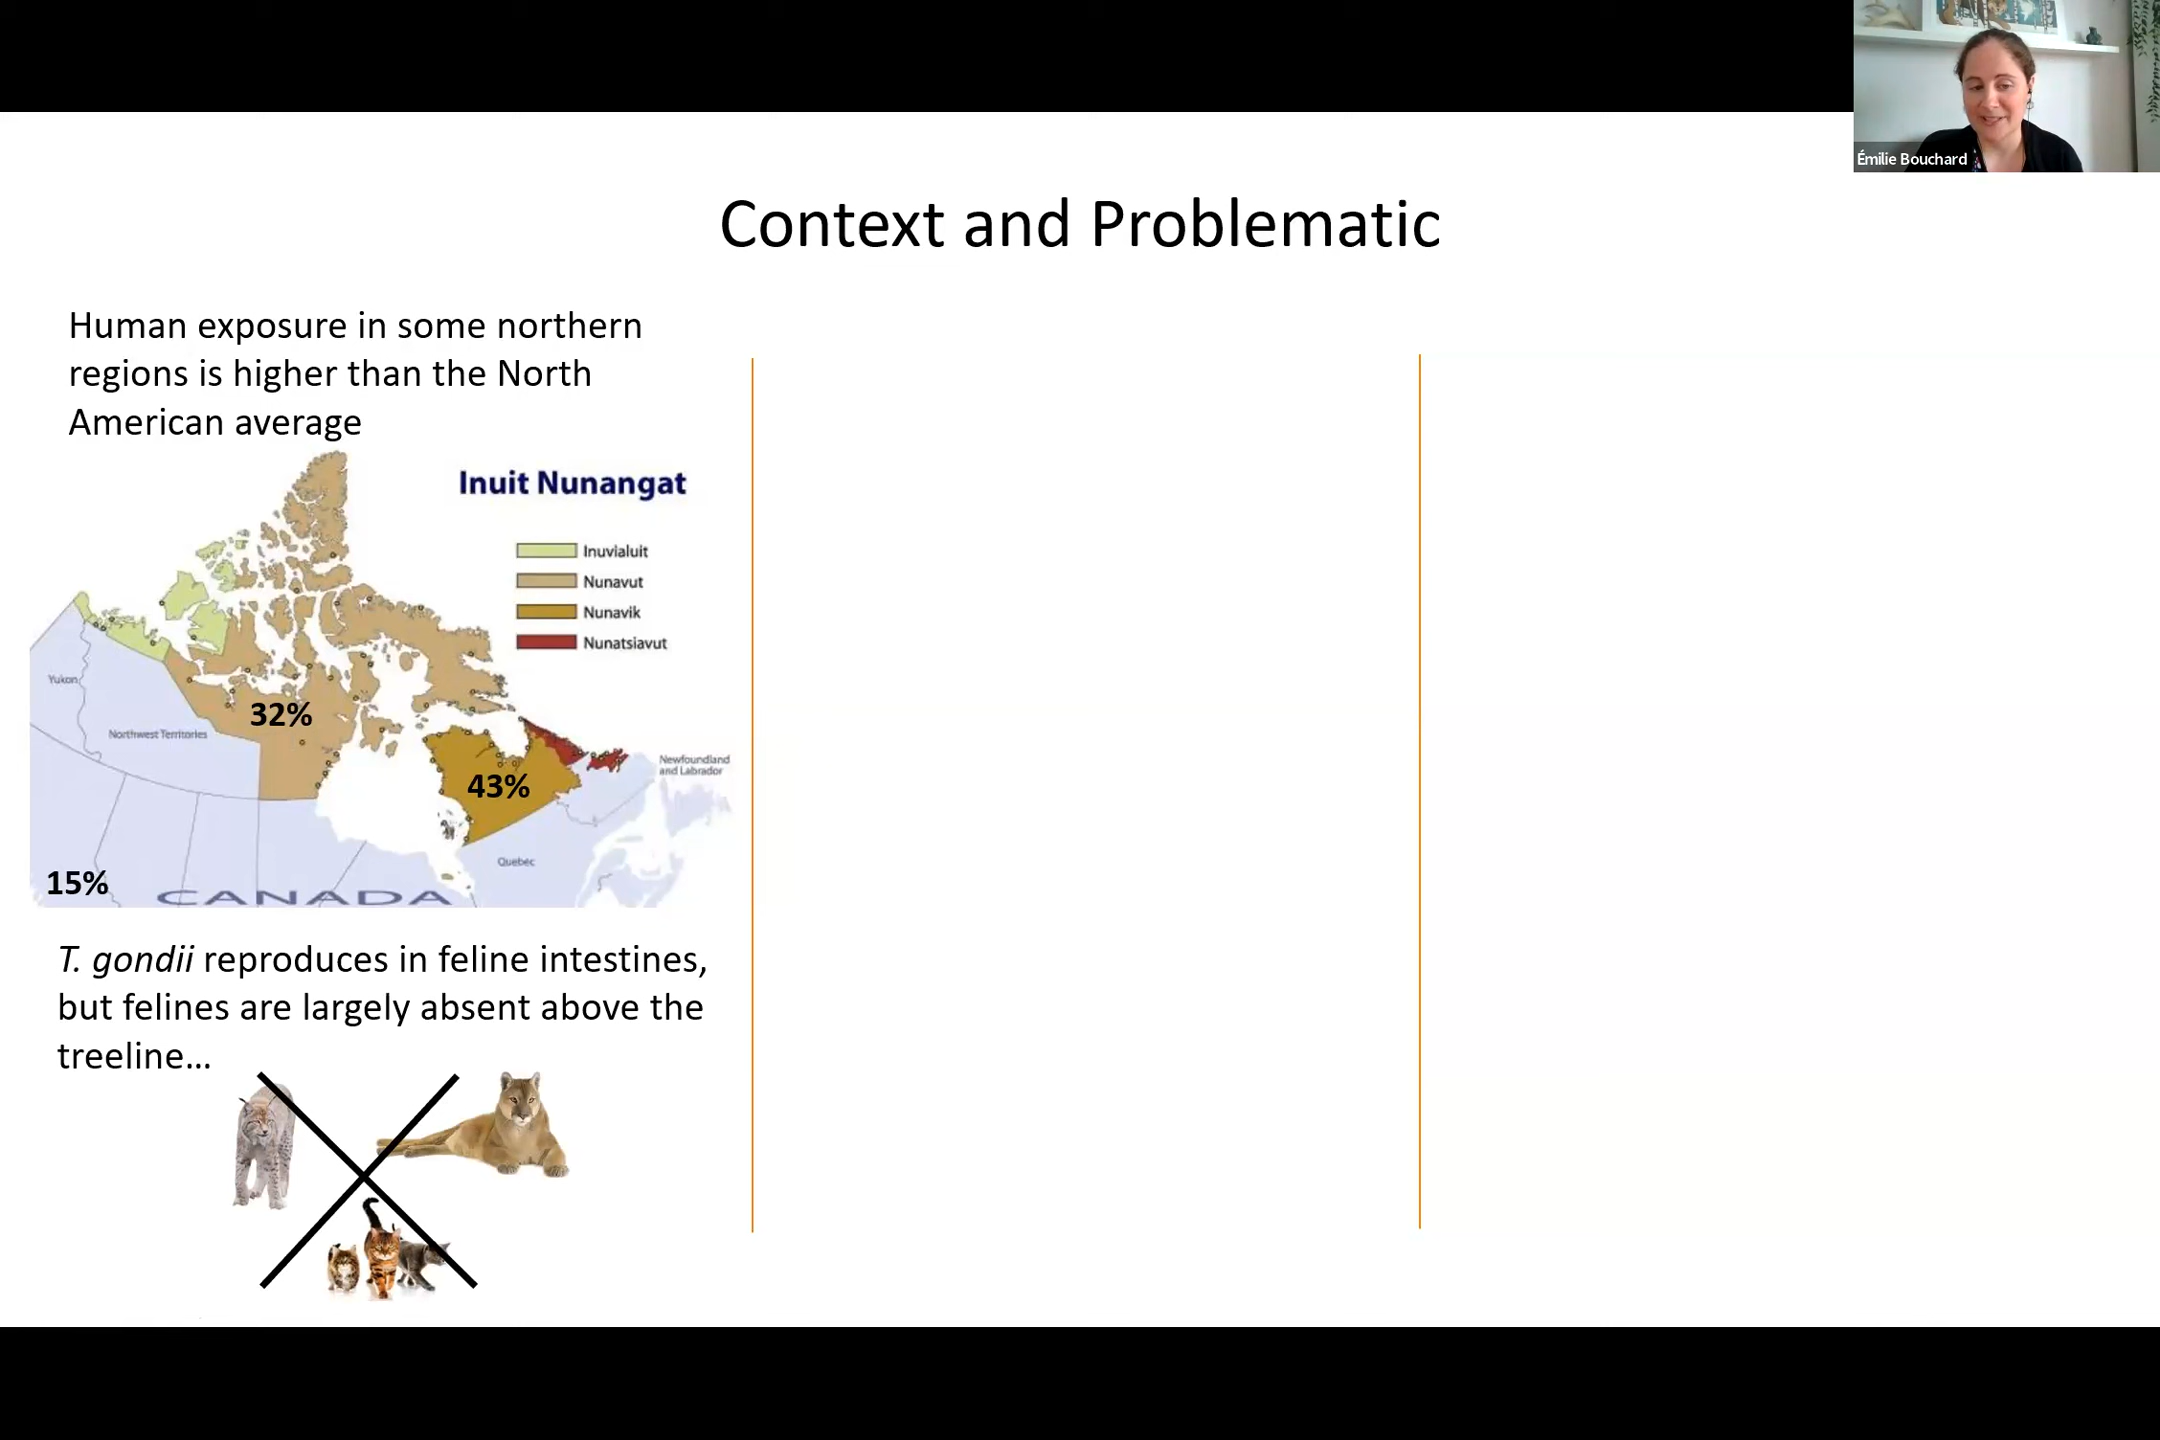 Émilie Bouchard
Context and Problematic
Human exposure in some northern
regions is higher than the North
American average
Inuit Nunangat
Inuvialuit
Nunavut
Nunavik
Nunatsiavut
Yukon
32%
Northwest Territories
Newfoundland
and Labrador
43%
Quebec
15%
CANADA
T. gondii reproduces in feline intestines,
but felines are largely absent above the
treeline...